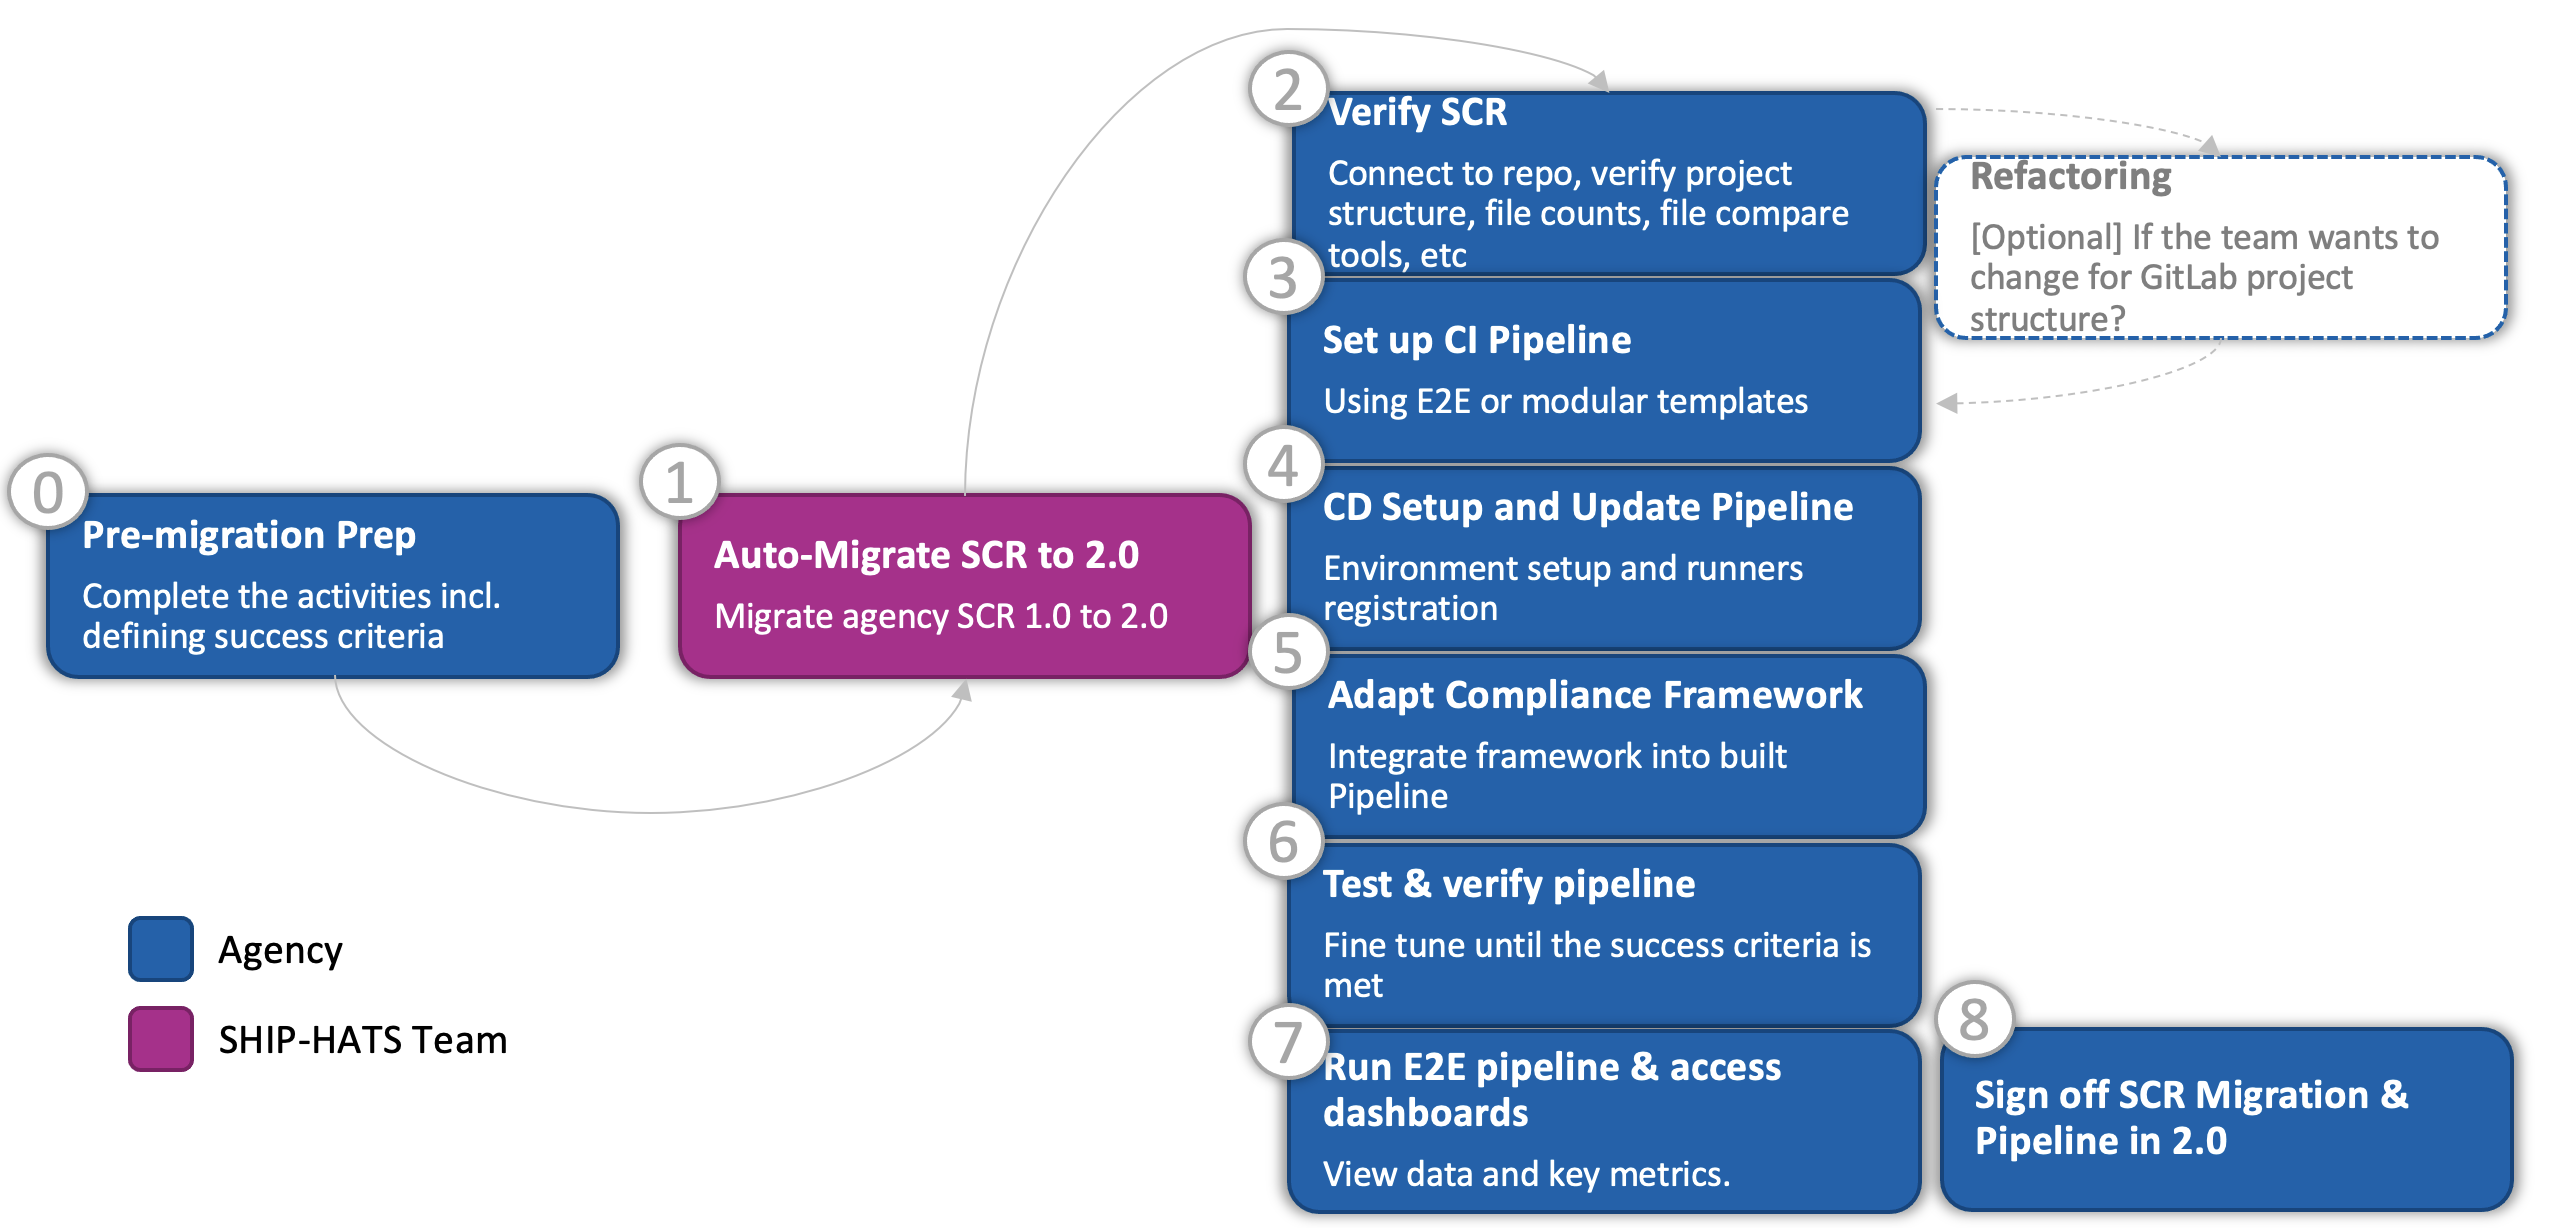 0
Pre-migration Prep
Complete the activities incl.
defining success criteria
1
Auto-Migrate SCR to 2.0
Migrate agency SCR 1.0 to 2.0
2
Verify SCR
Connect to repo, verify project
structure, file counts, file compare
tools, etc
Refactoring
[Optional] If the team wants to
change for GitLab project
structure?
3
Set up CI Pipeline
Using E2E or modular templates
4
CD Setup and Update Pipeline
Environment setup and runners
registration
5
Adapt Compliance Framework
Integrate framework into built
Pipeline
6
Test & verify pipeline
Fine tune until the success criteria is
met
7
Run E2E pipeline & access
dashboards
View data and key metrics.
8
Sign off SCR Migration &
Pipeline in 2.0
Agency
SHIP-HATS Team